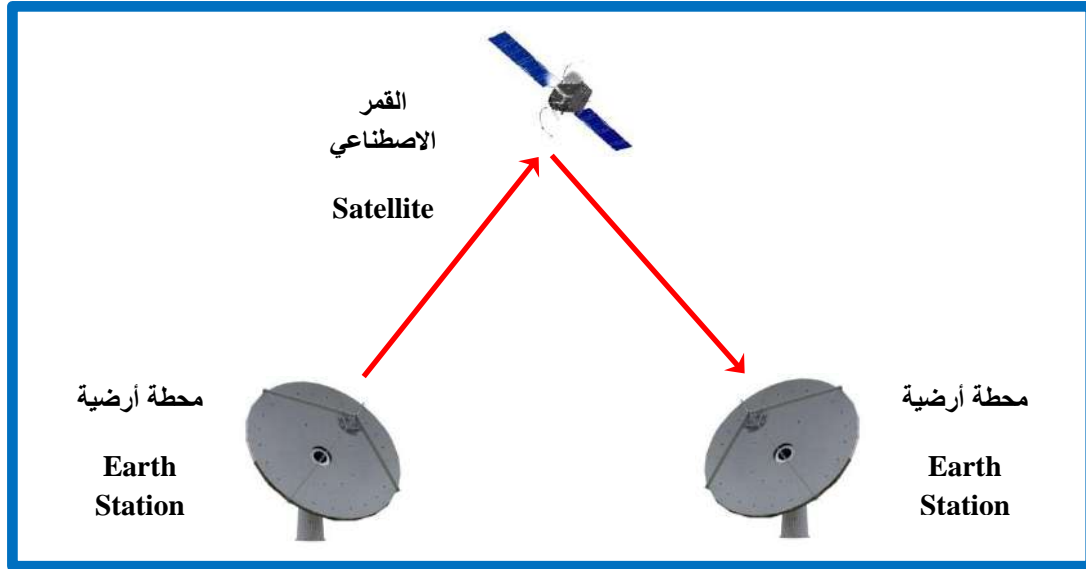 القمر
الاصطناعي
Satellite
محطة أرضية
Earth
Station
محطة أرضية
Earth
Station